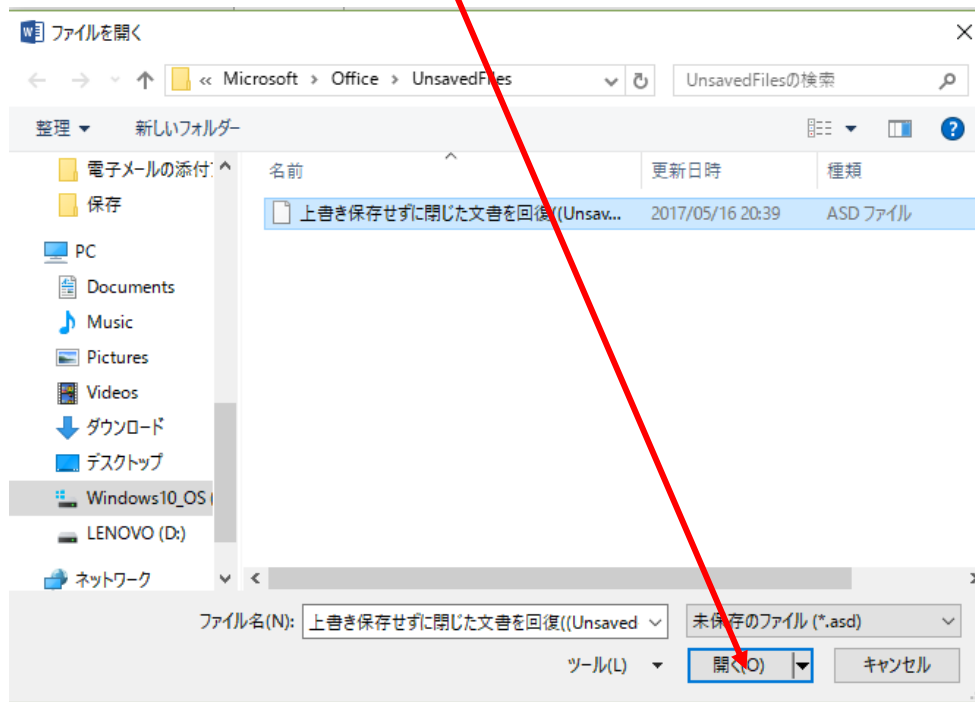 ファイルを開く
« Microsoft › Office › UnsavedFiles
UnsavedFilesの検索
整理 新しいフォルダー
電子メールの添付
保存
PC
Documents
Music
Pictures
Videos
ダウンロード
デスクトップ
Windows10_OS (
LENOVO (D:)
ネットワーク
名前 更新日時 種類
上書き保存せずに閉じた文書を回復((Unsav... 2017/05/16 20:39 ASD ファイル
ファイル名(N): 上書き保存せずに閉じた文書を回復((Unsaved 未保存のファイル (*.asd)
ツール(L) 開く(O) キャンセル